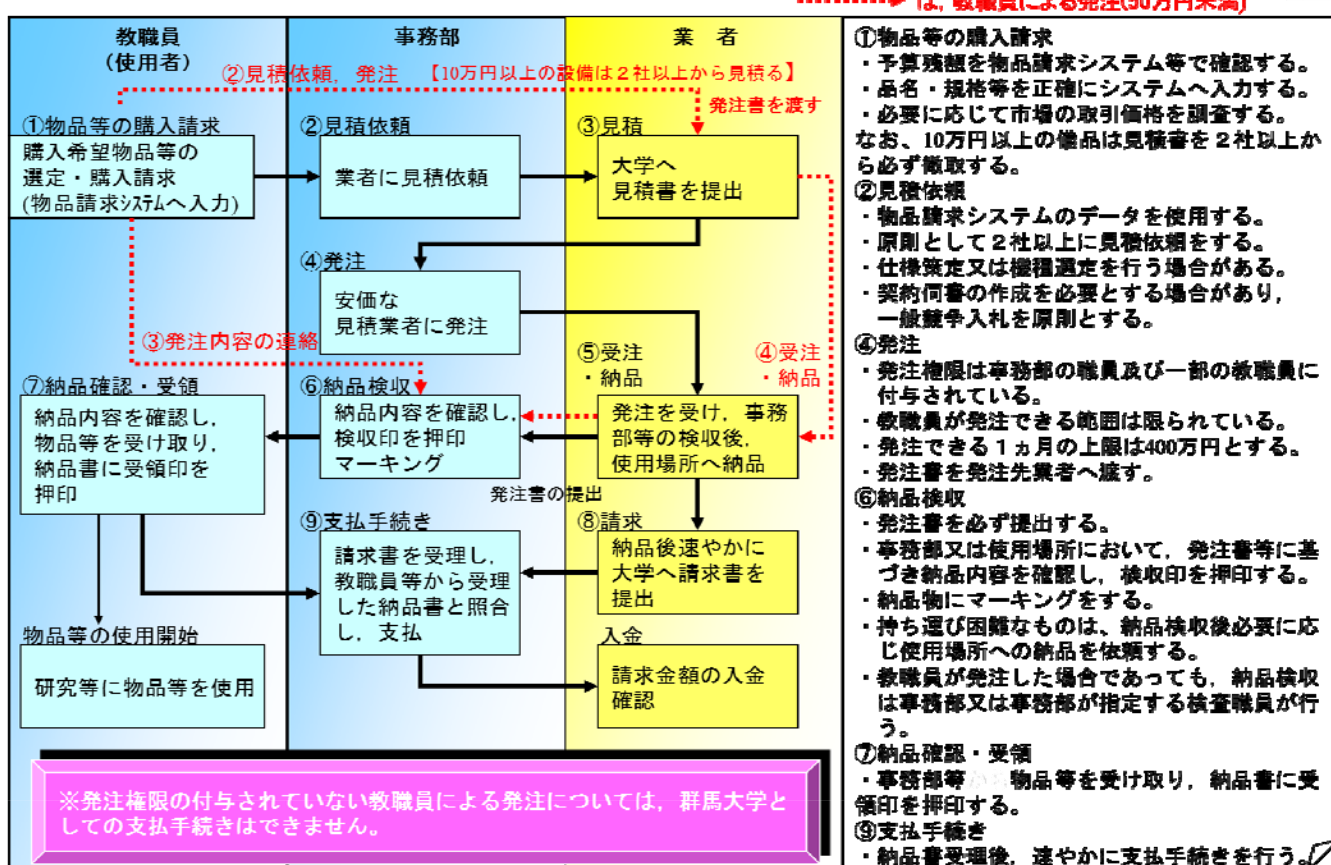 は，教職員による発注(50万円未満)
教職員
(使用者)
事務部
業　者
②見積依頼，発注　【10万円以上の設備は２社以上から見積る】
発注書を渡す
①物品等の購入請求
購入希望物品等の
選定・購入請求
(物品請求ｼｽﾃﾑへ入力)
②見積依頼
業者に見積依頼
③見積
大学へ
見積書を提出
④発注
安価な
見積業者に発注
③発注内容の連絡
⑤受注
・納品
④受注
・納品
発注を受け，事務
部等の検収後，
使用場所へ納品
⑥納品検収
納品内容を確認し，
検収印を押印
マーキング
⑦納品確認・受領
納品内容を確認し，
物品等を受け取り，
納品書に受領印を
押印
発注書の提出
⑧請求
納品後速やかに
大学へ請求書を
提出
⑨支払手続き
請求書を受理し，
教職員等から受理
した納品書と照合
し，支払
物品等の使用開始
研究等に物品等を使用
入金
請求金額の入金
確認
※発注権限の付与されていない教職員による発注については，群馬大学と
しての支払手続きはできません。
①物品等の購入請求
・予算残額を物品請求システム等で確認する。
・品名・規格等を正確にシステムへ入力する。
・必要に応じて市場の取引価格を調査する。
なお、10万円以上の備品は見積書を２社以上か
ら必ず徴取する。
②見積依頼
・物品請求システムのデータを使用する。
・原則として２社以上に見積依頼をする。
・仕様策定又は機種選定を行う場合がある。
・契約伺書の作成を必要とする場合があり，
一般競争入札を原則とする。
④発注
・発注権限は事務部の職員及び一部の教職員に
付与されている。
・教職員が発注できる範囲は限られている。
・発注できる１ヵ月の上限は400万円とする。
・発注書を発注先業者へ渡す。
⑥納品検収
・発注書を必ず提出する。
・事務部又は使用場所において，発注書等に基
づき納品内容を確認し，検収印を押印する。
・納品物にマーキングをする。
・持ち運び困難なものは、納品検収後必要に応
じ使用場所への納品を依頼する。
・教職員が発注した場合であっても，納品検収
は事務部又は事務部が指定する検査職員が行
う。
⑦納品確認・受領
・事務部等から物品等を受け取り，納品書に受
領印を押印する。
⑨支払手続き
・納品書受理後，速やかに支払手続きを行う。